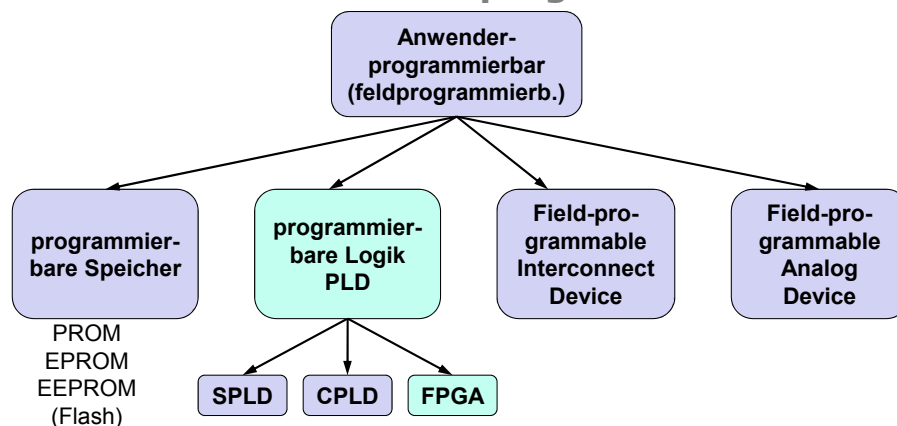 Anwender-
programmierbar
(feldprogrammierb.)
programmier-
bare Speicher
programmier-
bare Logik
PLD
Field-pro-
grammable
Interconnect
Device
Field-pro-
grammable
Analog
Device
PROM
EPROM
EEPROM
(Flash)
SPLD
CPLD
FPGA